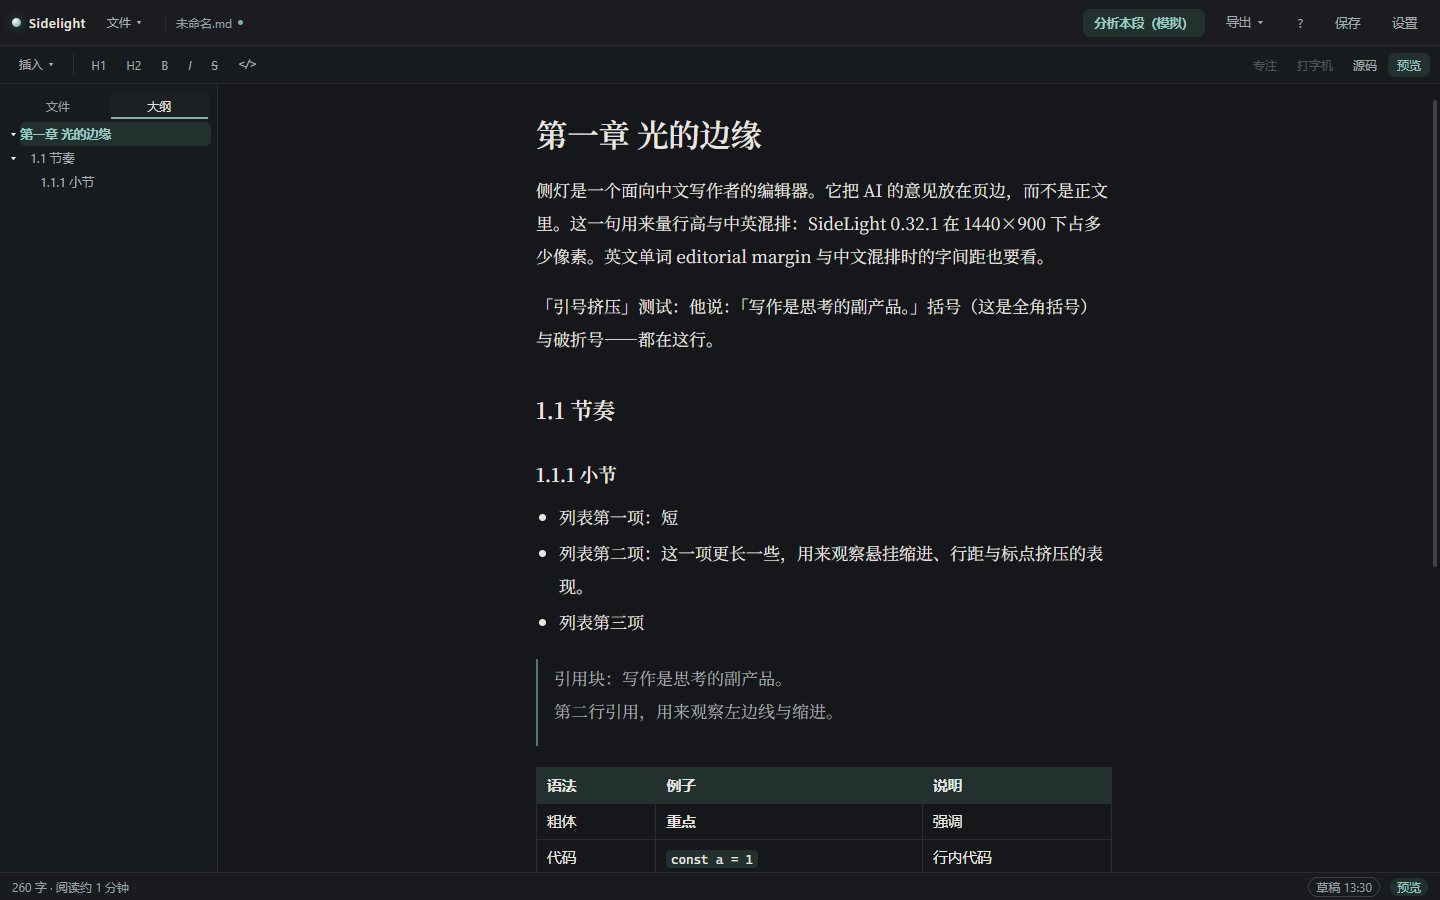 Sidelight 文件 未命名.md 分析本段（模拟） 导出 ? 保存 设置
插入 H1 H2 B I S </> 专注 打字机 源码 预览
文件 大纲
第一章 光的边缘
1.1 节奏
1.1.1 小节
第一章 光的边缘
侧灯是一个面向中文写作者的编辑器。它把 AI 的意见放在页边，而不是正文
里。这一句用来量行高与中英混排：SideLight 0.32.1 在 1440×900 下占多
少像素。英文单词 editorial margin 与中文混排时的字间距也要看。
「引号挤压」测试：他说：「写作是思考的副产品。」括号（这是全角括号）
与破折号——都在这行。
1.1 节奏
1.1.1 小节
列表第一项：短
列表第二项：这一项更长一些，用来观察悬挂缩进、行距与标点挤压的表
现。
列表第三项
引用块：写作是思考的副产品。
第二行引用，用来观察左边线与缩进。
语法 例子 说明
粗体 重点 强调
代码 const a = 1 行内代码
260 字 · 阅读约 1 分钟 草稿 13:30 预览